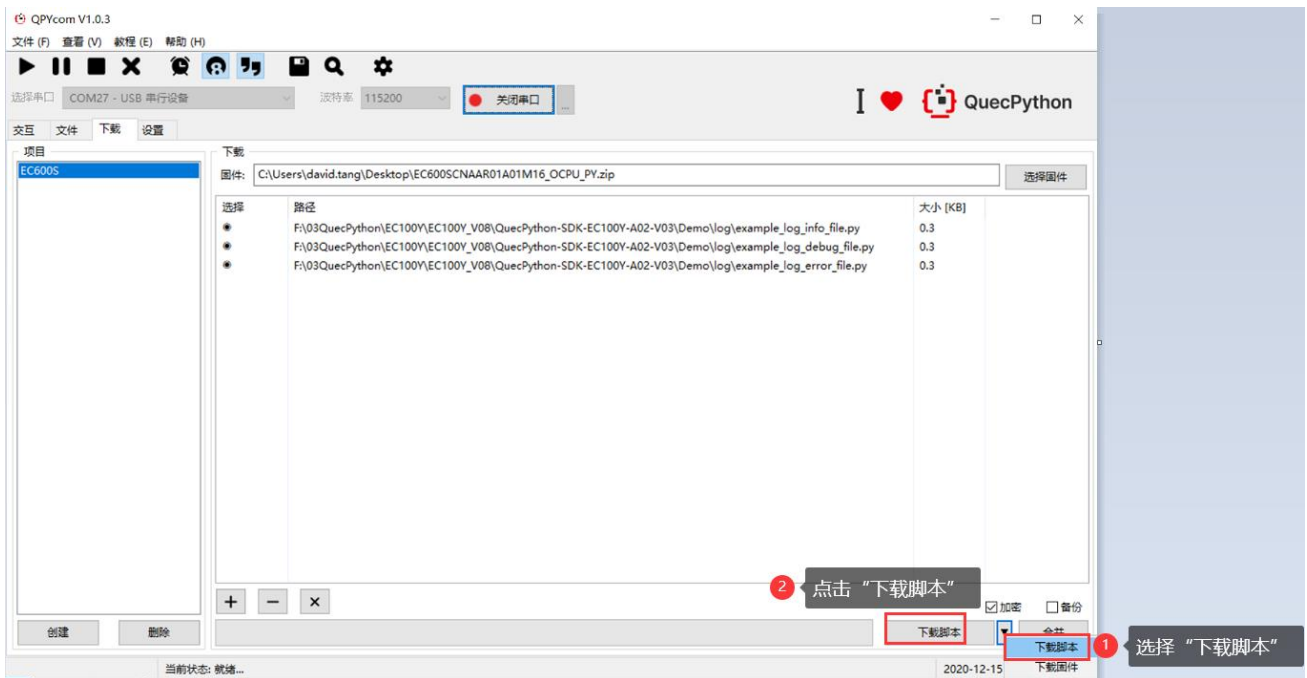 QPYcom V1.0.3
文件 (F) 查看 (V) 教程 (E) 帮助 (H)
选择串口 COM27 - USB 串行设备 波特率 115200 关闭串口 ...
I QuecPython
交互 文件 下载 设置
项目 下载
EC600S
固件: C:\Users\david.tang\Desktop\EC600SCNAAR01A01M16_OCPU_PY.zip 选择固件
选择 路径 大小 [KB]
F:\03QuecPython\EC100Y\EC100Y_V08\QuecPython-SDK-EC100Y-A02-V03\Demo\log\example_log_info_file.py 0.3
F:\03QuecPython\EC100Y\EC100Y_V08\QuecPython-SDK-EC100Y-A02-V03\Demo\log\example_log_debug_file.py 0.3
F:\03QuecPython\EC100Y\EC100Y_V08\QuecPython-SDK-EC100Y-A02-V03\Demo\log\example_log_error_file.py 0.3
2 点击“下载脚本”
加密 备份
创建 删除 下载脚本 合并
下载脚本 1 选择“下载脚本”
当前状态: 就绪... 2020-12-15 下载固件